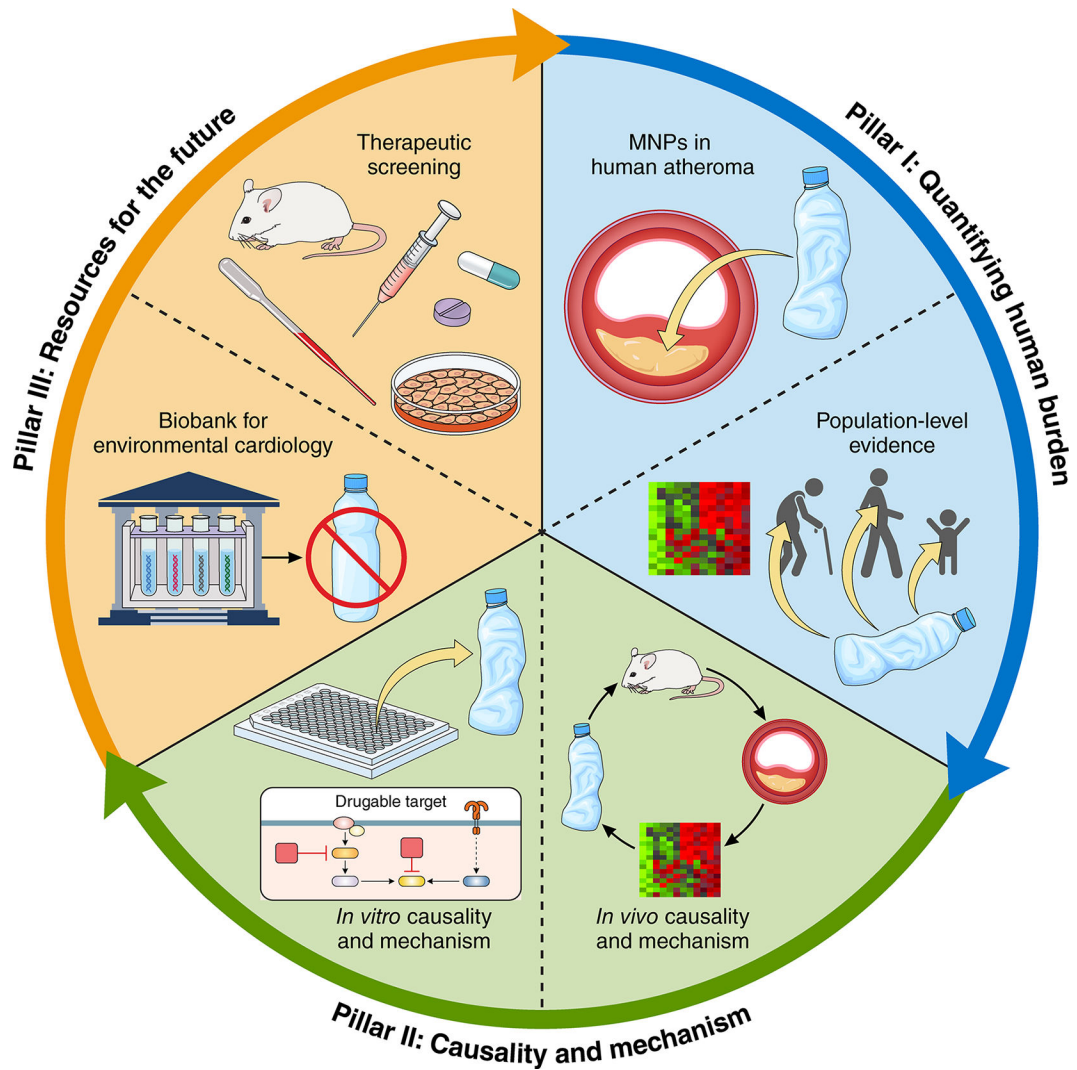 Pillar I: Quantifying human burden
MNPs in
human atheroma
Population-level
evidence
Pillar II: Causality and mechanism
In vivo causality
and mechanism
Drugable target
In vitro causality
and mechanism
Pillar III: Resources for the future
Biobank for
environmental cardiology
Therapeutic
screening